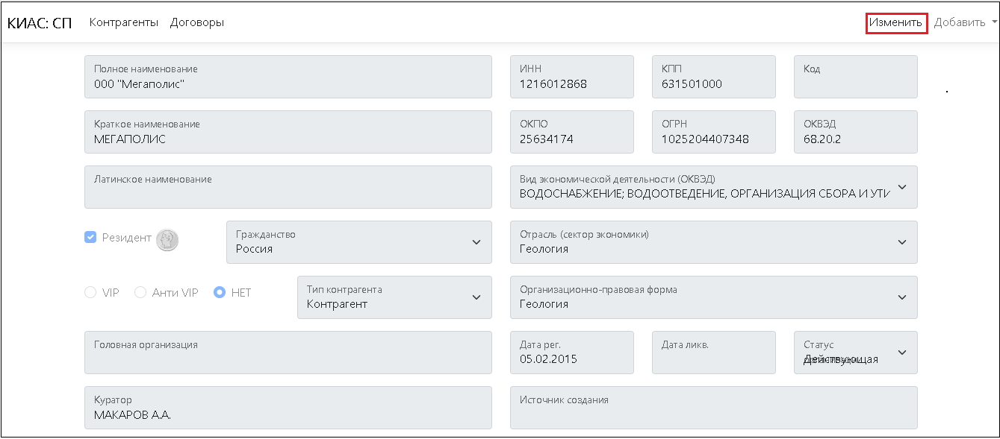 КИАС: СП Контрагенты Договоры Изменить Добавить
Полное наименование
000 "Мегаполис"
ИНН
1216012868
КПП
631501000
Код
Краткое наименование
МЕГАПОЛИС
ОКПО
25634174
ОГРН
1025204407348
ОКВЭД
68.20.2
Латинское наименование
Вид экономической деятельности (ОКВЭД)
ВОДОСНАБЖЕНИЕ; ВОДООТВЕДЕНИЕ, ОРГАНИЗАЦИЯ СБОРА И УТИ
Резидент
Гражданство
Россия
Отрасль (сектор экономики)
Геология
VIP Анти VIP НЕТ
Тип контрагента
Контрагент
Организационно-правовая форма
Геология
Головная организация
Дата рег.
05.02.2015
Дата ликв.
Статус
Действующая
Куратор
МАКАРОВ А.А.
Источник создания